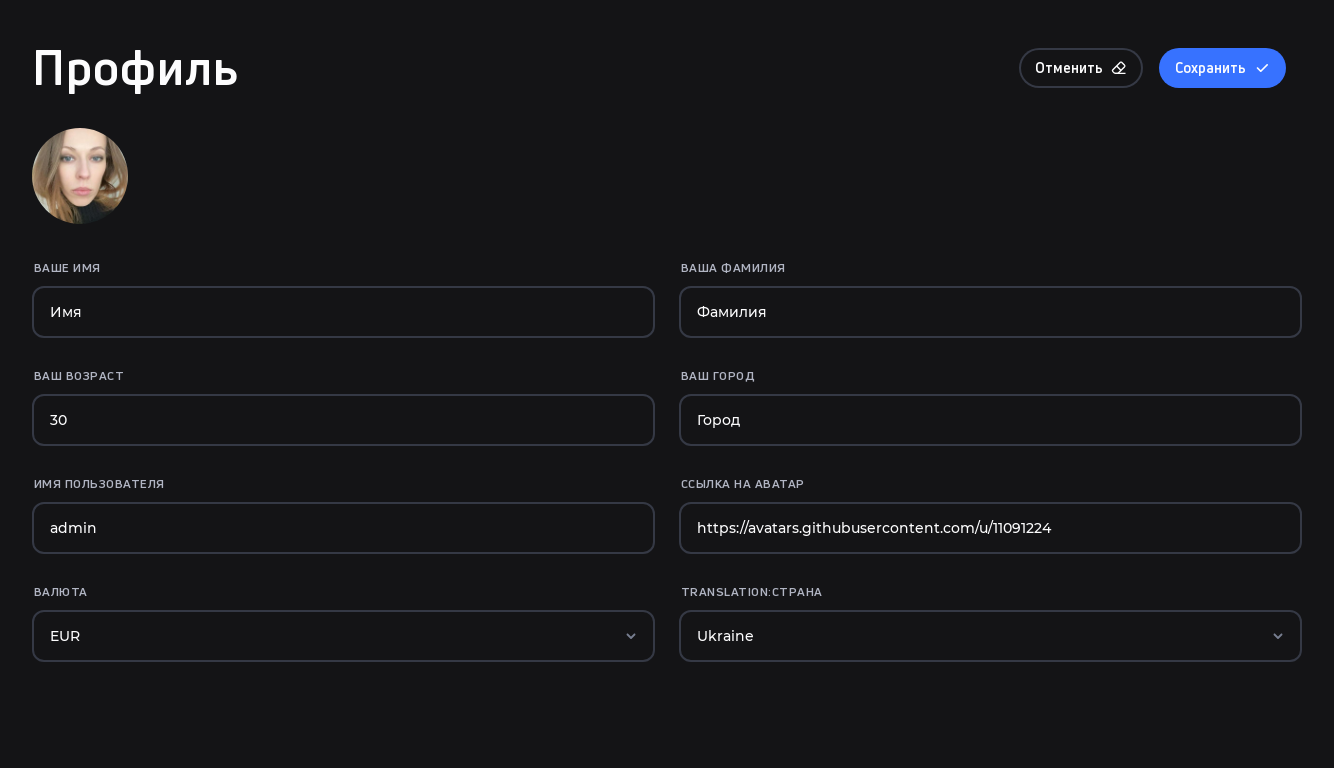 Профиль
Отменить
Сохранить
ВАШЕ ИМЯ
ВАША ФАМИЛИЯ
Имя
Фамилия
ВАШ ВОЗРАСТ
ВАШ ГОРОД
30
Город
ИМЯ ПОЛЬЗОВАТЕЛЯ
ССЫЛКА НА АВАТАР
admin
https://avatars.githubusercontent.com/u/11091224
ВАЛЮТА
TRANSLATION:СТРАНА
EUR
Ukraine